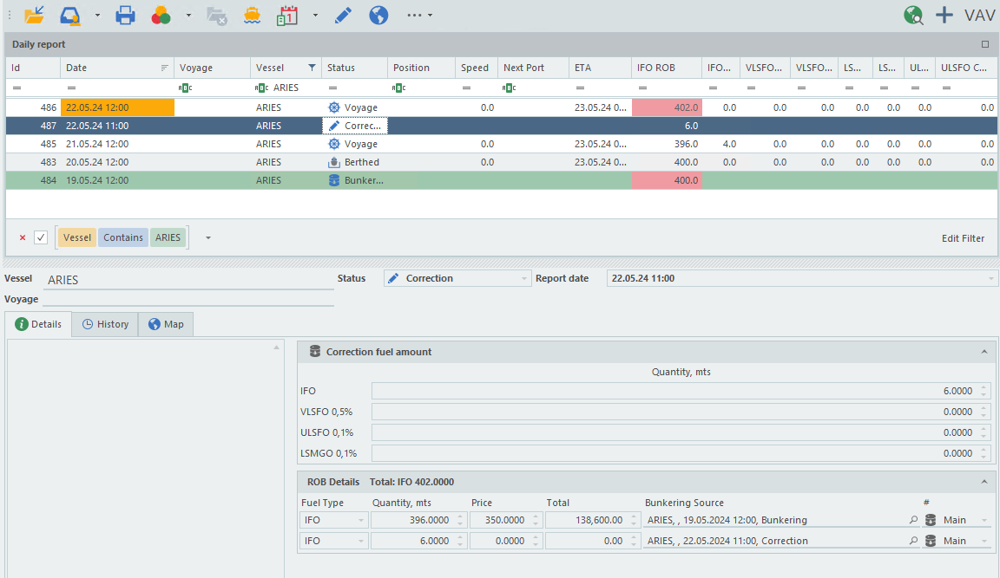 1
VAV
Daily report
Id Date Voyage Vessel Status Position Speed Next Port ETA IFO ROB IFO... VLSFO... VLSFO... LS... LS... UL... ULSFO C...
= = ABC ABC ARIES = ABC = ABC = = = = = = = = =
486 22.05.24 12:00 ARIES Voyage 0.0 23.05.24 0... 402.0 0.0 0.0 0.0 0.0 0.0 0.0 0.0
487 22.05.24 11:00 ARIES Correc... 6.0
485 21.05.24 12:00 ARIES Voyage 0.0 23.05.24 0... 396.0 4.0 0.0 0.0 0.0 0.0 0.0 0.0
483 20.05.24 12:00 ARIES Berthed 0.0 23.05.24 0... 400.0 0.0 0.0 0.0 0.0 0.0 0.0 0.0
484 19.05.24 12:00 ARIES Bunker... 400.0
Vessel Contains ARIES Edit Filter
Vessel ARIES Status Correction Report date 22.05.24 11:00
Voyage
Details History Map
Correction fuel amount
Quantity, mts
IFO 6.0000
VLSFO 0,5% 0.0000
ULSFO 0,1% 0.0000
LSMGO 0,1% 0.0000
ROB Details Total: IFO 402.0000
Fuel Type Quantity, mts Price Total Bunkering Source #
IFO 396.0000 350.0000 138,600.00 ARIES, , 19.05.2024 12:00, Bunkering Main
IFO 6.0000 0.0000 0.00 ARIES, , 22.05.2024 11:00, Correction Main